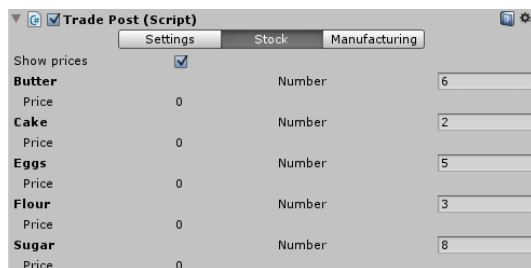 Trade Post (Script)
Settings Stock Manufacturing
Show prices
Butter Number 6
Price 0
Cake Number 2
Price 0
Eggs Number 5
Price 0
Flour Number 3
Price 0
Sugar Number 8
Price 0